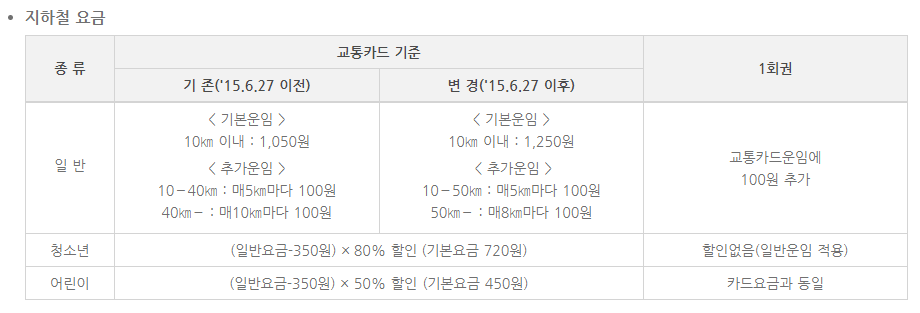 • 지하철 요금
종 류
교통카드 기준
1회권
기 존('15.6.27 이전)
변 경('15.6.27 이후)
일 반
< 기본운임 >
10㎞ 이내 : 1,050원
< 추가운임 >
10-40㎞ : 매5㎞마다 100원
40㎞- : 매10㎞마다 100원
< 기본운임 >
10㎞ 이내 : 1,250원
< 추가운임 >
10-50㎞ : 매5㎞마다 100원
50㎞- : 매8㎞마다 100원
교통카드운임에
100원 추가
청소년
(일반요금-350원) × 80% 할인 (기본요금 720원)
할인없음(일반운임 적용)
어린이
(일반요금-350원) × 50% 할인 (기본요금 450원)
카드요금과 동일